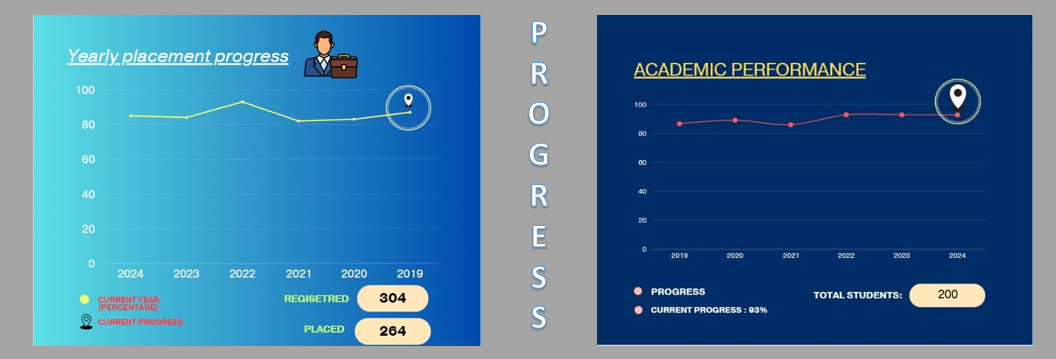 Yearly placement progress
100
80
60
40
20
0
2024 2023 2022 2021 2020 2019
CURRENT YEAR
(PERCENTAGE)
CURRENT PROGRESS
REGISETRED 304
PLACED 264
P
R
O
G
R
E
S
S
ACADEMIC PERFORMANCE
100
80
60
40
20
0
2019 2020 2021 2022 2023 2024
PROGRESS
CURRENT PROGRESS : 93%
TOTAL STUDENTS: 200